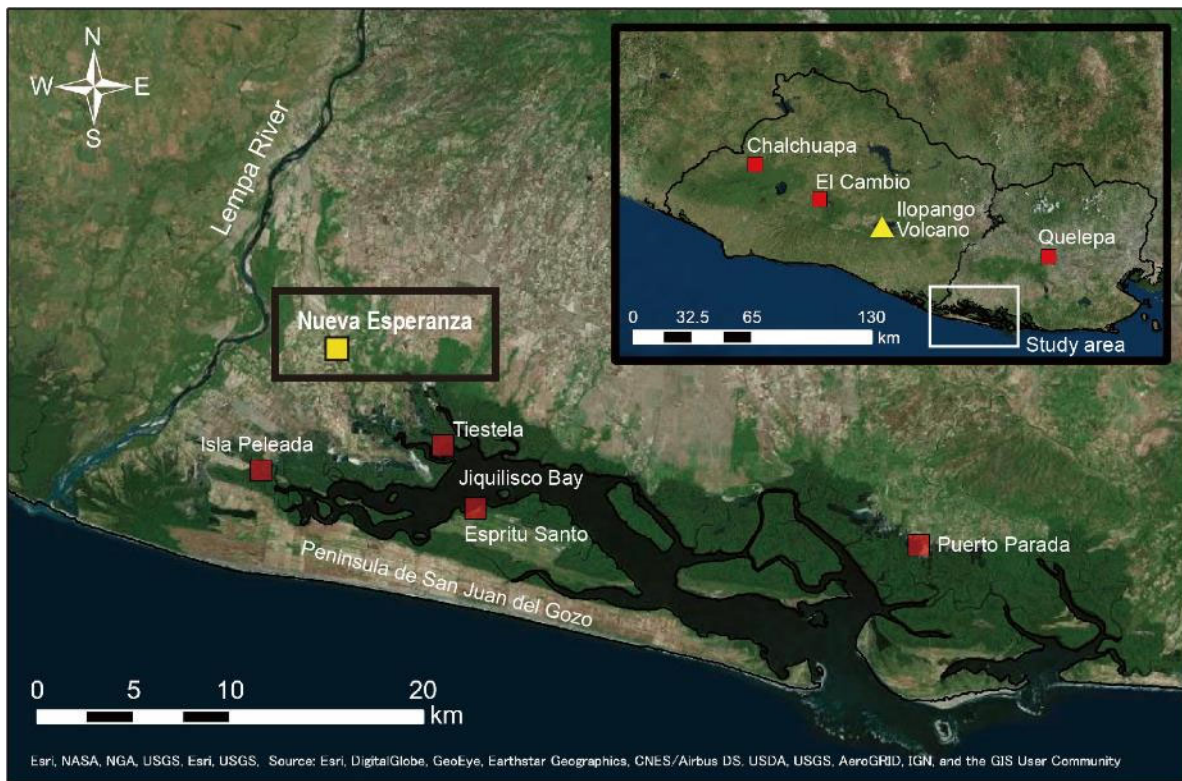 N
W E
S
Lempa River
Chalchuapa
El Cambio
Ilopango
Volcano
Quelepa
0 32.5 65 130
km
Study area
Nueva Esperanza
Isla Peleada
Tiestela
Jiquilisco Bay
Espritu Santo
Puerto Parada
Peninsula de San Juan del Gozo
0 5 10 20
km
Esri, NASA, NGA, USGS, Esri, USGS, Source: Esri, DigitalGlobe, GeoEye, Earthstar Geographics, CNES/Airbus DS, USDA, USGS, AeroGRID, IGN, and the GIS User Community